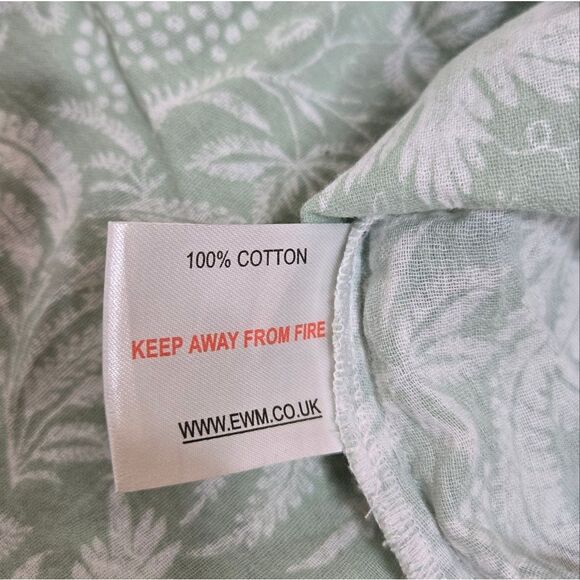 100% COTTON
KEEP AWAY FROM FIRE
WWW.EWM.CO.UK